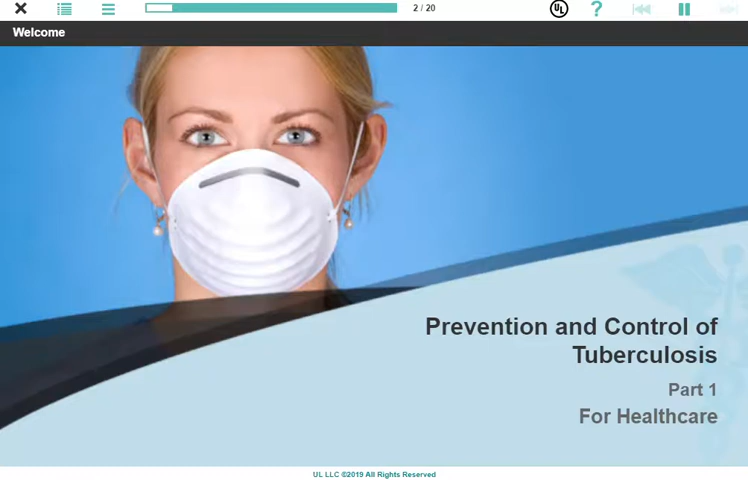 2 / 20
UL
?
Welcome
Prevention and Control of
Tuberculosis
Part 1
For Healthcare
UL LLC ©2019 All Rights Reserved